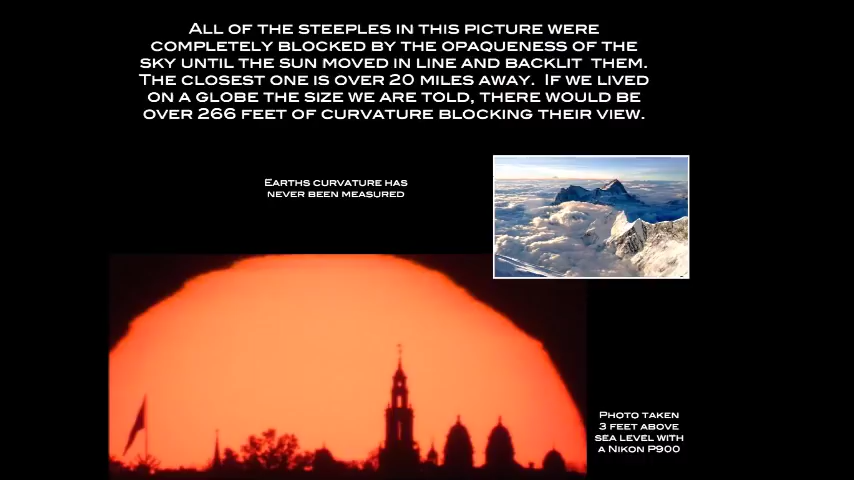 ALL OF THE STEEPLES IN THIS PICTURE WERE
COMPLETELY BLOCKED BY THE OPAQUENESS OF THE
SKY UNTIL THE SUN MOVED IN LINE AND BACKLIT THEM.
THE CLOSEST ONE IS OVER 20 MILES AWAY. IF WE LIVED
ON A GLOBE THE SIZE WE ARE TOLD, THERE WOULD BE
OVER 266 FEET OF CURVATURE BLOCKING THEIR VIEW.
EARTHS CURVATURE HAS
NEVER BEEN MEASURED
PHOTO TAKEN
3 FEET ABOVE
SEA LEVEL WITH
A NIKON P900